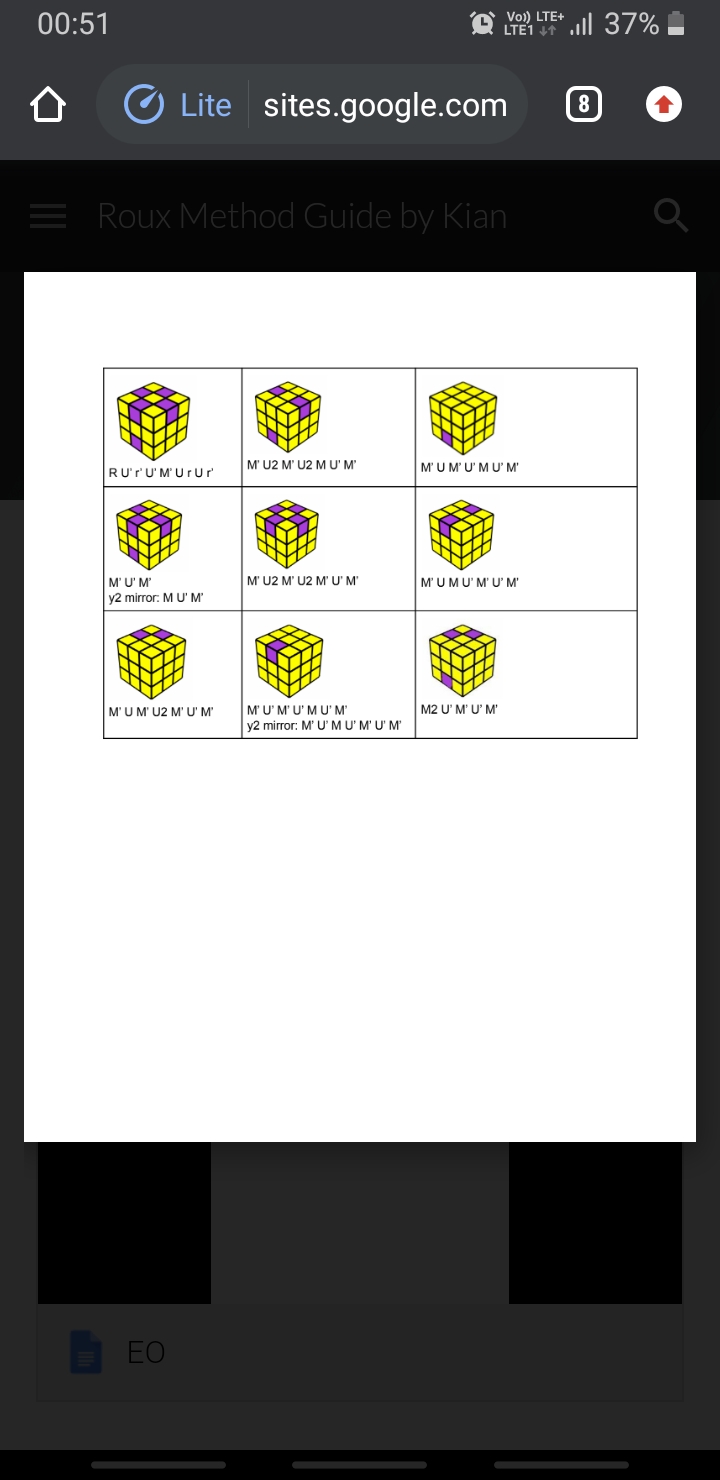 00:51 Vo)) LTE+ LTE1 37%
Lite sites.google.com 8
Roux Method Guide by Kian
R U' r' U' M' U r U r'
M' U2 M' U2 M U' M'
M' U M' U' M U' M'
M' U' M'
y2 mirror: M U' M'
M' U2 M' U2 M' U' M'
M' U M U' M' U' M'
M' U M' U2 M' U' M'
M' U' M' U' M U' M'
y2 mirror: M' U' M U' M' U' M'
M2 U' M' U' M'
EO